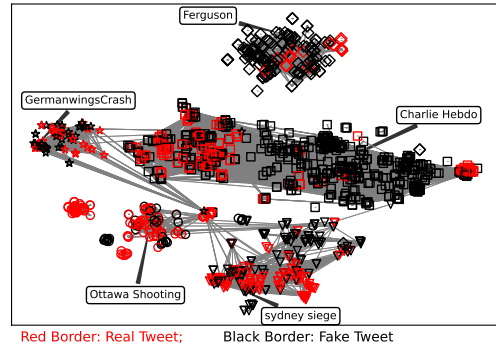 Ferguson
GermanwingsCrash
Charlie Hebdo
Ottawa Shooting
sydney siege
Red Border: Real Tweet; Black Border: Fake Tweet